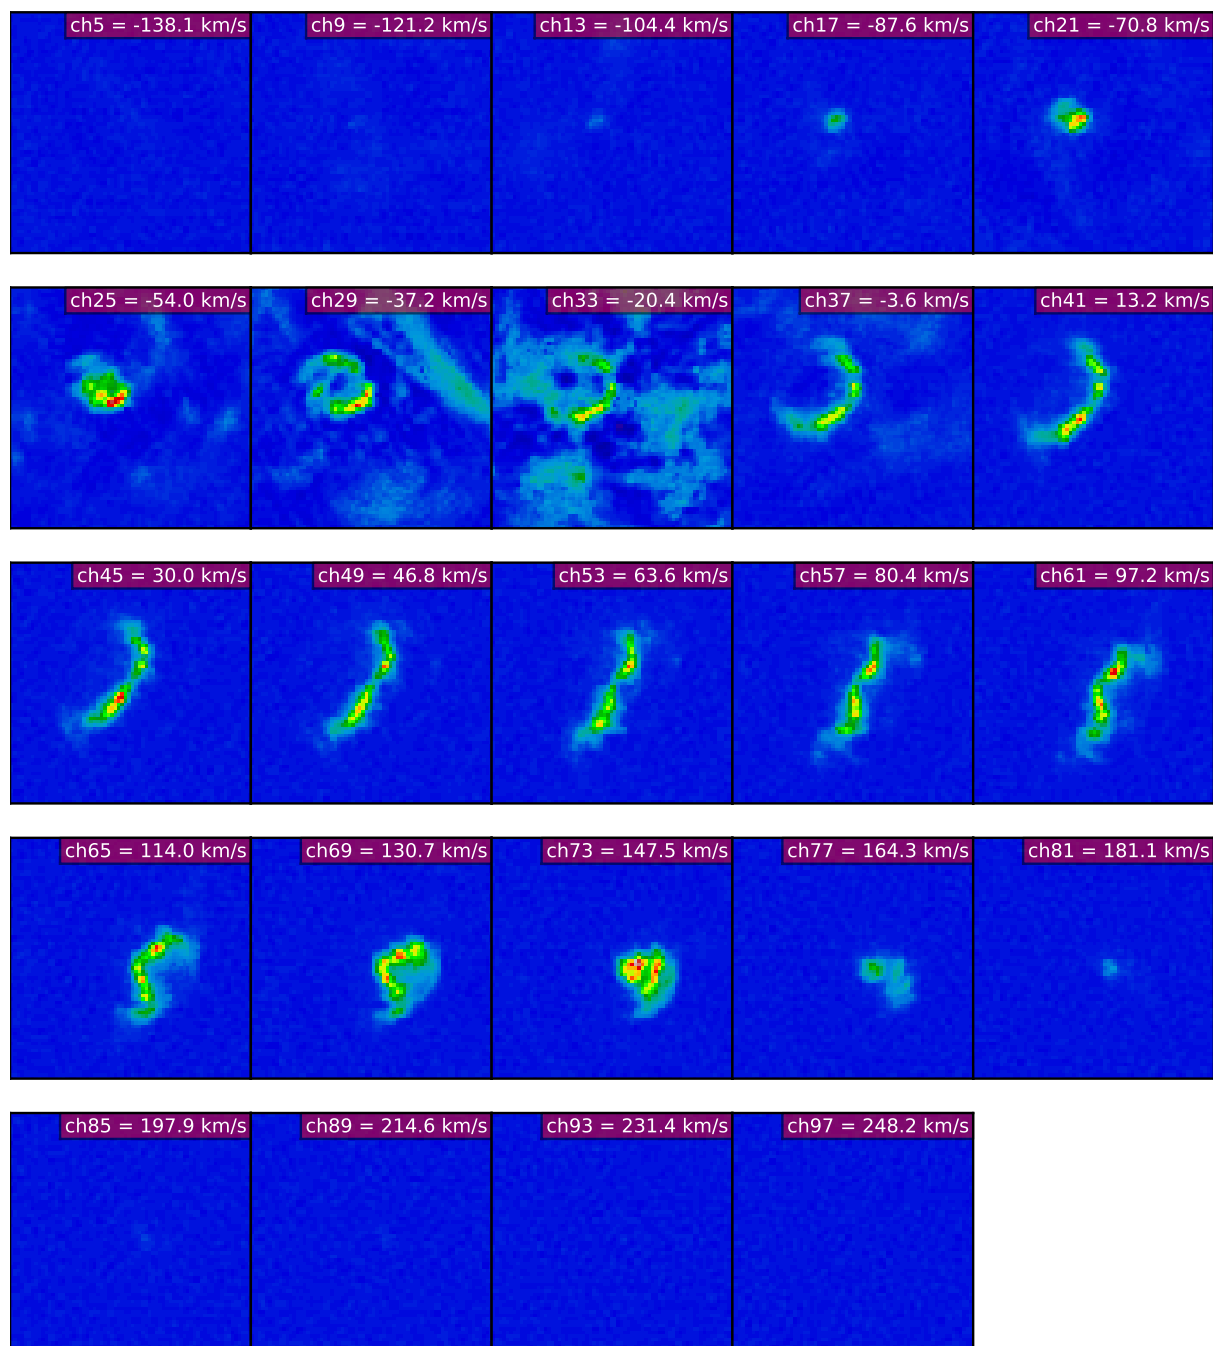 ch5 = -138.1 km/s
ch9 = -121.2 km/s
ch13 = -104.4 km/s
ch17 = -87.6 km/s
ch21 = -70.8 km/s
ch25 = -54.0 km/s
ch29 = -37.2 km/s
ch33 = -20.4 km/s
ch37 = -3.6 km/s
ch41 = 13.2 km/s
ch45 = 30.0 km/s
ch49 = 46.8 km/s
ch53 = 63.6 km/s
ch57 = 80.4 km/s
ch61 = 97.2 km/s
ch65 = 114.0 km/s
ch69 = 130.7 km/s
ch73 = 147.5 km/s
ch77 = 164.3 km/s
ch81 = 181.1 km/s
ch85 = 197.9 km/s
ch89 = 214.6 km/s
ch93 = 231.4 km/s
ch97 = 248.2 km/s